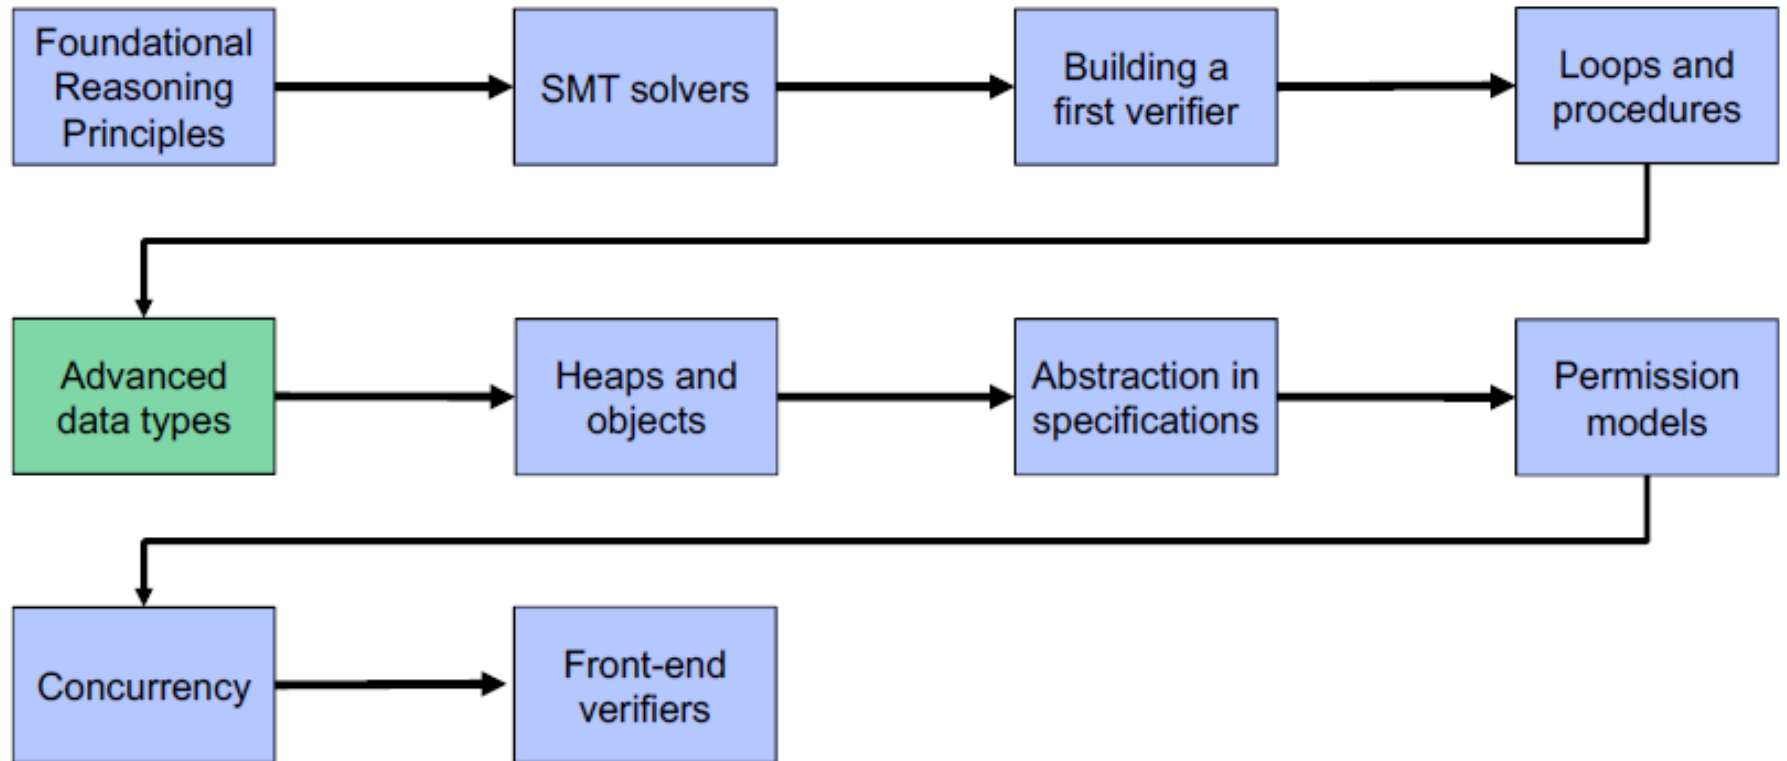 Foundational
Reasoning
Principles
SMT solvers
Building a
first verifier
Loops and
procedures
Advanced
data types
Heaps and
objects
Abstraction in
specifications
Permission
models
Concurrency
Front-end
verifiers